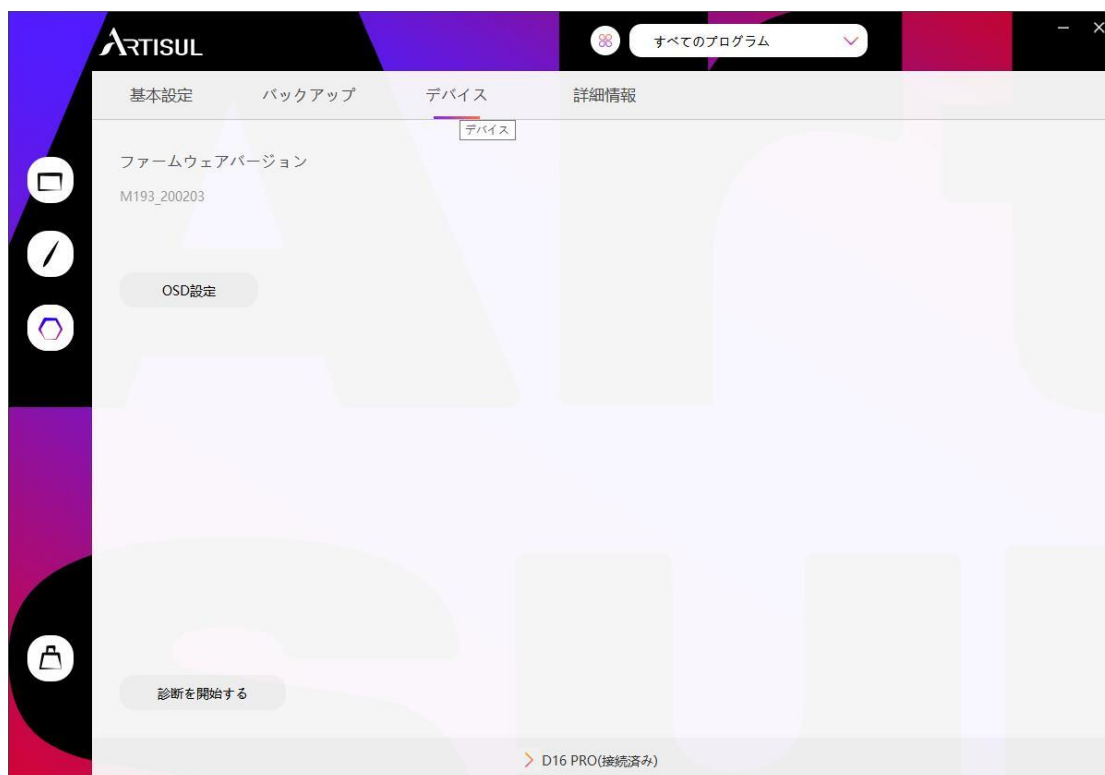 ARTISUL
すべてのプログラム
基本設定
バックアップ
デバイス
詳細情報
デバイス
ファームウェアバージョン
M193_200203
OSD設定
診断を開始する
D16 PRO(接続済み)